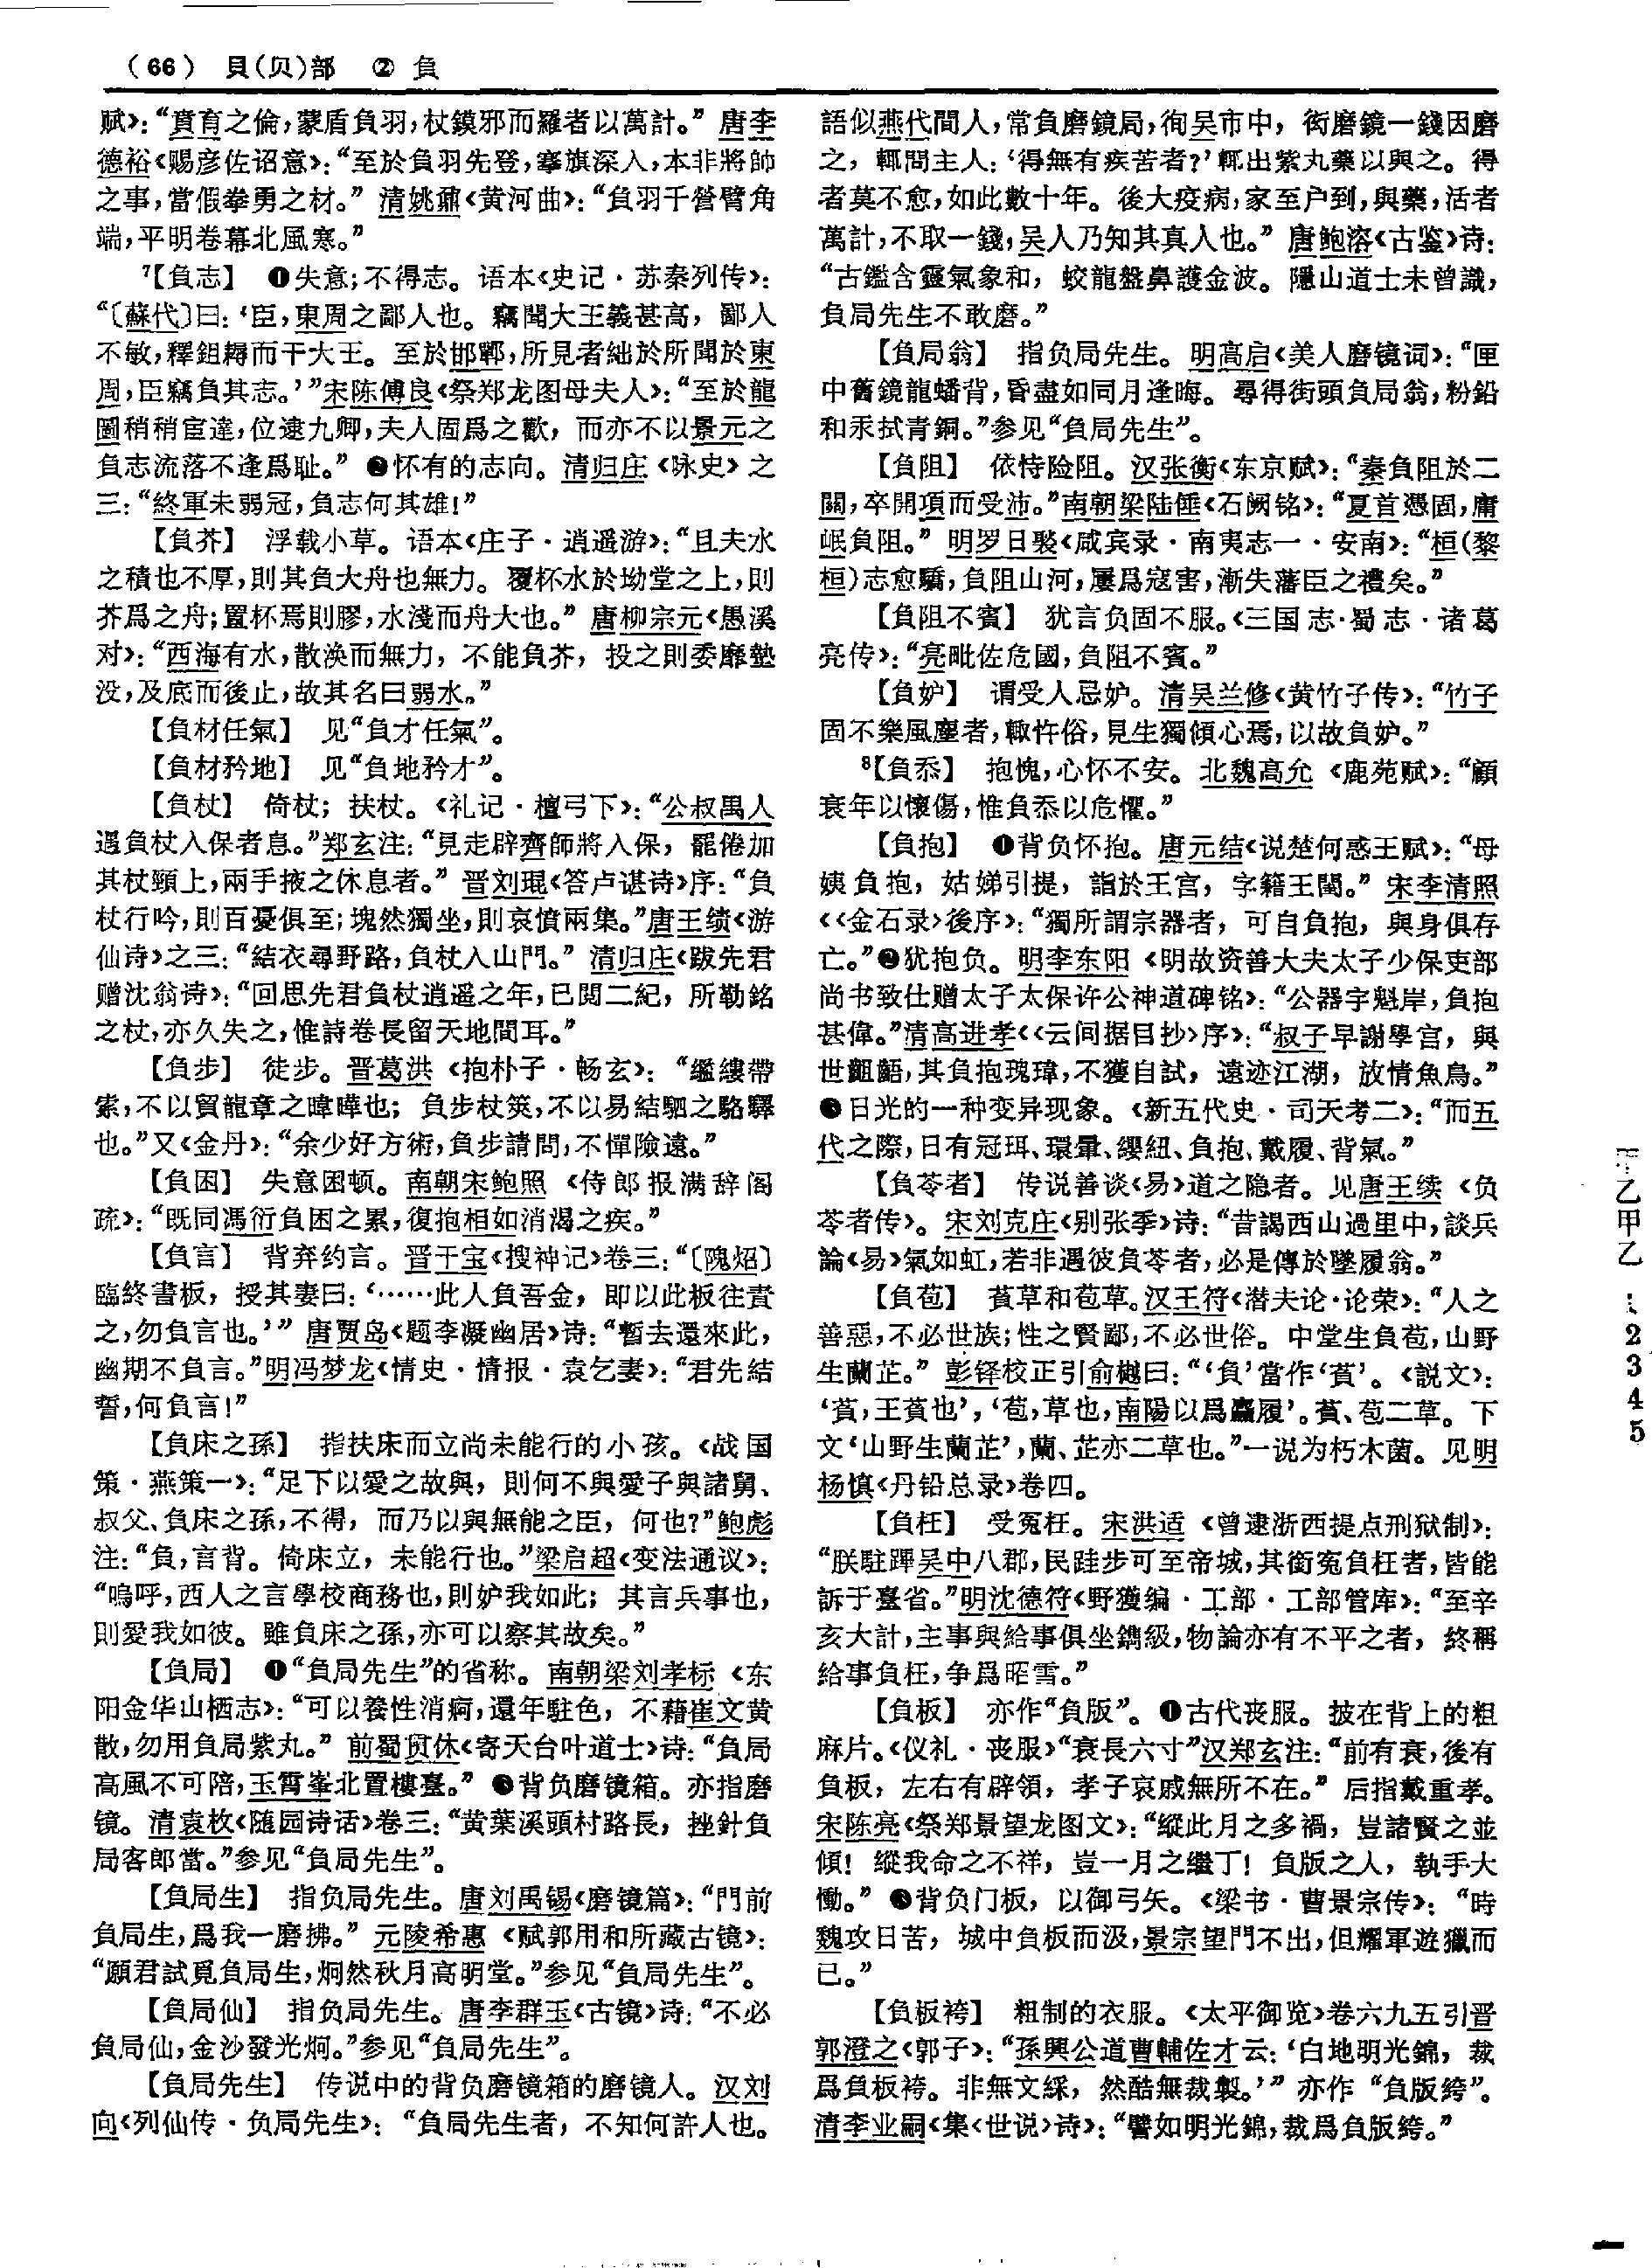 （66） 貝(贝)部 ② 負
赋》：“賁育之倫，蒙盾負羽，杖鏌邪而羅者以萬計。”唐李
德裕《赐彦佐诏意》：“至於負羽先登，搴旗深入，本非將帥
之事，當假拳勇之材。”清姚鼐《黄河曲》：“負羽千營臂角
端，平明卷幕北風寒。”
⁷【負志】 ❶失意；不得志。语本《史记·苏秦列传》：
“〔蘇代〕曰：‘臣，東周之鄙人也。竊聞大王義甚高，鄙人
不敏，釋鉏耨而干大王。至於邯鄲，所見者絀於所聞於東
周，臣竊負其志。’”宋陈傅良《祭郑龙图母夫人》：“至於龍
圖稍稍宦達，位逮九卿，夫人固爲之歡，而亦不以景元之
負志流落不逢爲耻。”❷怀有的志向。清归庄《咏史》之
三：“終軍未弱冠，負志何其雄！”
【負芥】 浮载小草。语本《庄子·逍遥游》：“且夫水
之積也不厚，則其負大舟也無力。覆杯水於坳堂之上，則
芥爲之舟；置杯焉則膠，水淺而舟大也。”唐柳宗元《愚溪
对》：“西海有水，散涣而無力，不能負芥，投之則委靡墊
没，及底而後止，故其名曰弱水。”
【負材任氣】 见“負才任氣”。
【負材矜地】 见“負地矜才”。
【負杖】 倚杖；扶杖。《礼记·檀弓下》：“公叔禺人
遇負杖入保者息。”郑玄注：“見走辟齊師將入保，罷倦加
其杖頸上，兩手掖之休息者。”晋刘琨《答卢谌诗》序：“負
杖行吟，則百憂俱至；塊然獨坐，則哀憤兩集。”唐王绩《游
仙诗》之三：“結衣尋野路，負杖入山門。”清归庄《跋先君
赠沈翁诗》：“回思先君負杖逍遥之年，已閲二紀，所勒銘
之杖，亦久失之，惟詩卷長留天地間耳。”
【負步】 徒步。晋葛洪《抱朴子·畅玄》：“繿縷帶
索，不以貿龍章之暐曄也；負步杖筴，不以易結駟之駱驛
也。”又《金丹》：“余少好方術，負步請問，不憚險遠。”
【負困】 失意困顿。南朝宋鲍照《侍郎报满辞阁
疏》：“既同馮衍負困之累，復抱相如消渴之疾。”
【負言】 背弃约言。晋干宝《搜神记》卷三：“〔隗炤〕
臨終書板，授其妻曰：‘……此人負吾金，即以此板往責
之，勿負言也。’”唐贾岛《题李凝幽居》诗：“暫去還來此，
幽期不負言。”明冯梦龙《情史·情报·袁乞妻》：“君先結
誓，何負言！”
【負床之孫】 指扶床而立尚未能行的小孩。《战国
策·燕策一》：“足下以愛之故與，則何不與愛子與諸舅、
叔父、負床之孫，不得，而乃以與無能之臣，何也？”鲍彪
注：“負，言背。倚床立，未能行也。”梁启超《变法通议》：
“嗚呼，西人之言學校商務也，則妒我如此；其言兵事也，
則愛我如彼。雖負床之孫，亦可以察其故矣。”
【負局】 ❶“負局先生”的省称。南朝梁刘孝标《东
阳金华山栖志》：“可以養性消痾，還年駐色，不藉崔文黄
散，勿用負局紫丸。”前蜀贯休《寄天台叶道士》诗：“負局
高風不可陪，玉霄峯北置樓臺。”❷背负磨镜箱。亦指磨
镜。清袁枚《随园诗话》卷三：“黄葉溪頭村路長，挫針負
局客郎當。”参见“負局先生”。
【負局生】 指负局先生。唐刘禹锡《磨镜篇》：“門前
負局生，爲我一磨拂。”元陵希惠《赋郭用和所藏古镜》：
“願君試覓負局生，炯然秋月高明堂。”参见“負局先生”。
【負局仙】 指负局先生。唐李群玉《古镜》诗：“不必
負局仙，金沙發光炯。”参见“負局先生”。
【負局先生】 传说中的背负磨镜箱的磨镜人。汉刘
向《列仙传·负局先生》：“負局先生者，不知何許人也。
語似燕代間人，常負磨鏡局，徇吴市中，衒磨鏡一錢因磨
之，輒問主人：‘得無有疾苦者？’輒出紫丸藥以與之。得
者莫不愈，如此數十年。後大疫病，家至户到，與藥，活者
萬計，不取一錢，吴人乃知其真人也。”唐鲍溶《古鉴》诗：
“古鑑含靈氣象和，蛟龍盤鼻護金波。隱山道士未曾識，
負局先生不敢磨。”
【負局翁】 指负局先生。明高启《美人磨镜词》：“匣
中舊鏡龍蟠背，昏盡如同月逢晦。尋得街頭負局翁，粉鉛
和汞拭青銅。”参见“負局先生”。
【負阻】 依恃险阻。汉张衡《东京赋》：“秦負阻於二
關，卒開項而受沛。”南朝梁陆倕《石阙铭》：“夏首憑固，庸
岷負阻。”明罗日褧《咸宾录·南夷志一·安南》：“桓（黎
桓）志愈驕，負阻山河，屢爲寇害，漸失藩臣之禮矣。”
【負阻不賓】 犹言负固不服。《三国志·蜀志·诸葛
亮传》：“亮毗佐危國，負阻不賓。”
【負妒】 谓受人忌妒。清吴兰修《黄竹子传》：“竹子
固不樂風塵者，輒忤俗，見生獨傾心焉，以故負妒。”
⁸【負忝】 抱愧，心怀不安。北魏高允《鹿苑赋》：“顧
衰年以懷傷，惟負忝以危懼。”
【負抱】 ❶背负怀抱。唐元结《说楚何惑王赋》：“母
姨負抱，姑娣引提，詣於王宫，字籍王閽。”宋李清照
《〈金石录〉後序》：“獨所謂宗器者，可自負抱，與身俱存
亡。”❷犹抱负。明李东阳《明故资善大夫太子少保吏部
尚书致仕赠太子太保许公神道碑铭》：“公器宇魁岸，負抱
甚偉。”清高进孝《〈云间据目抄〉序》：“叔子早謝學宫，與
世齟齬，其負抱瑰瑋，不獲自試，遠迹江湖，放情魚鳥。”
❸日光的一种变异现象。《新五代史·司天考二》：“而五
代之際，日有冠珥、環暈、纓紐、負抱、戴履、背氣。”
【負苓者】 传说善谈《易》道之隐者。见唐王绩《负
苓者传》。宋刘克庄《别张季》诗：“昔謁西山過里中，談兵
論《易》氣如虹，若非遇彼負苓者，必是傳於墜履翁。”
【負苞】 萯草和苞草。汉王符《潜夫论·论荣》：“人之
善惡，不必世族；性之賢鄙，不必世俗。中堂生負苞，山野
生蘭芷。”彭铎校正引俞樾曰：“‘負’當作‘萯’。《説文》：
‘萯，王萯也’，‘苞，草也，南陽以爲麤履’。萯、苞二草。下
文‘山野生蘭芷’，蘭、芷亦二草也。”一说为朽木菌。见明
杨慎《丹铅总录》卷四。
【負枉】 受冤枉。宋洪适《曾逮浙西提点刑狱制》：
“朕駐蹕吴中八郡，民跬步可至帝城，其銜冤負枉者，皆能
訴于臺省。”明沈德符《野獲编·工部·工部管库》：“至辛
亥大計，主事與給事俱坐鐫級，物論亦有不平之者，終稱
給事負枉，争爲昭雪。”
【負板】 亦作“負版”。❶古代丧服。披在背上的粗
麻片。《仪礼·丧服》“衰長六寸”汉郑玄注：“前有衰，後有
負板，左右有辟領，孝子哀戚無所不在。”后指戴重孝。
宋陈亮《祭郑景望龙图文》：“縱此月之多禍，豈諸賢之並
傾！縱我命之不祥，豈一月之繼丁！負版之人，執手大
慟。”❷背负门板，以御弓矢。《梁书·曹景宗传》：“時
魏攻日苦，城中負板而汲，景宗望門不出，但耀軍遊獵而
已。”
【負板袴】 粗制的衣服。《太平御览》卷六九五引晋
郭澄之《郭子》：“孫興公道曹輔佐才云：‘白地明光錦，裁
爲負板袴。非無文綵，然酷無裁製。’”亦作“負版絝”。
清李业嗣《集〈世说〉诗》：“譬如明光錦，裁爲負版絝。”
乙甲乙
2345